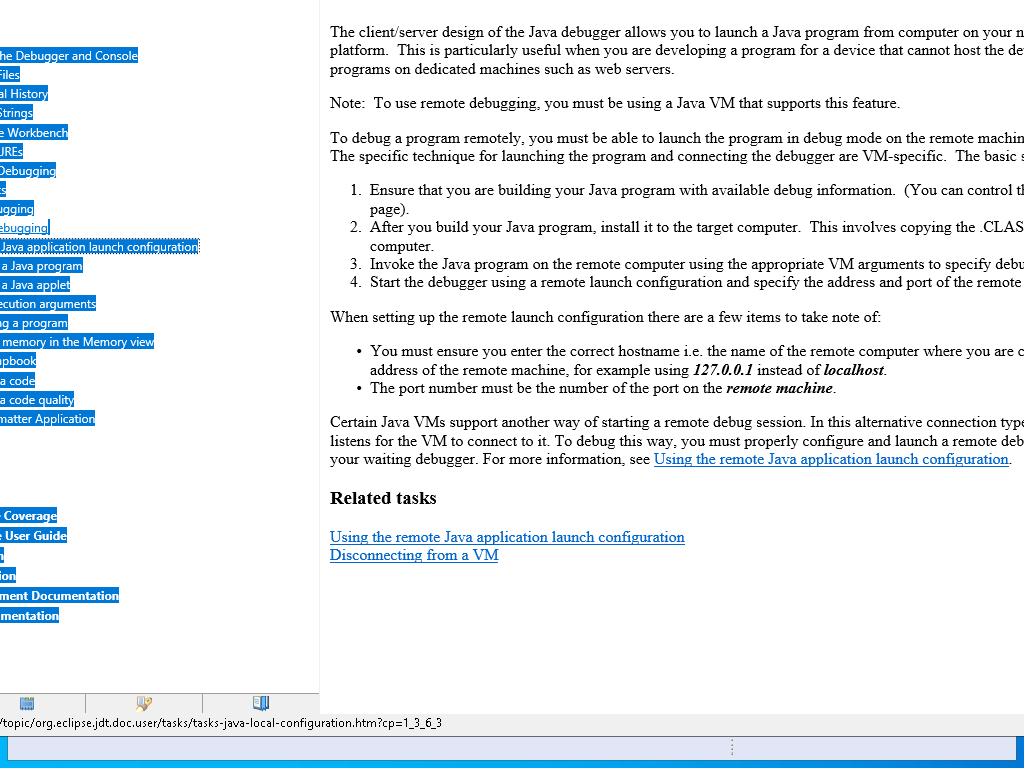 he Debugger and Console
Files
al History
Strings
e Workbench
JREs
Debugging
ts
ugging
ebugging
Java application launch configuration
a Java program
a Java applet
ecution arguments
ng a program
memory in the Memory view
apbook
a code
a code quality
matter Application
Coverage
User Guide
n
ion
ment Documentation
mentation
The client/server design of the Java debugger allows you to launch a Java program from computer on your n
platform.  This is particularly useful when you are developing a program for a device that cannot host the de
programs on dedicated machines such as web servers.
Note:  To use remote debugging, you must be using a Java VM that supports this feature.
To debug a program remotely, you must be able to launch the program in debug mode on the remote machin
The specific technique for launching the program and connecting the debugger are VM-specific.  The basic s
1. Ensure that you are building your Java program with available debug information.  (You can control th
page).
2. After you build your Java program, install it to the target computer.  This involves copying the .CLAS
computer.
3. Invoke the Java program on the remote computer using the appropriate VM arguments to specify debu
4. Start the debugger using a remote launch configuration and specify the address and port of the remote
When setting up the remote launch configuration there are a few items to take note of:
• You must ensure you enter the correct hostname i.e. the name of the remote computer where you are c
address of the remote machine, for example using 127.0.0.1 instead of localhost.
• The port number must be the number of the port on the remote machine.
Certain Java VMs support another way of starting a remote debug session. In this alternative connection type
listens for the VM to connect to it. To debug this way, you must properly configure and launch a remote deb
your waiting debugger. For more information, see Using the remote Java application launch configuration.
Related tasks
Using the remote Java application launch configuration
Disconnecting from a VM
/topic/org.eclipse.jdt.doc.user/tasks/tasks-java-local-configuration.htm?cp=1_3_6_3